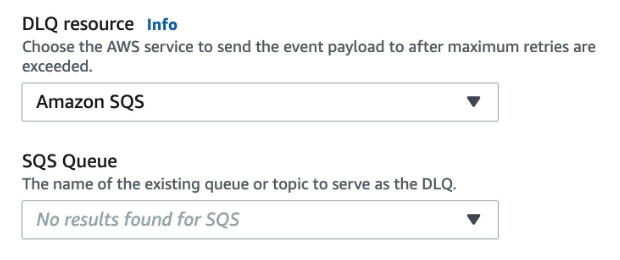 DLQ resource Info
Choose the AWS service to send the event payload to after maximum retries are
exceeded.
Amazon SQS
SQS Queue
The name of the existing queue or topic to serve as the DLQ.
No results found for SQS